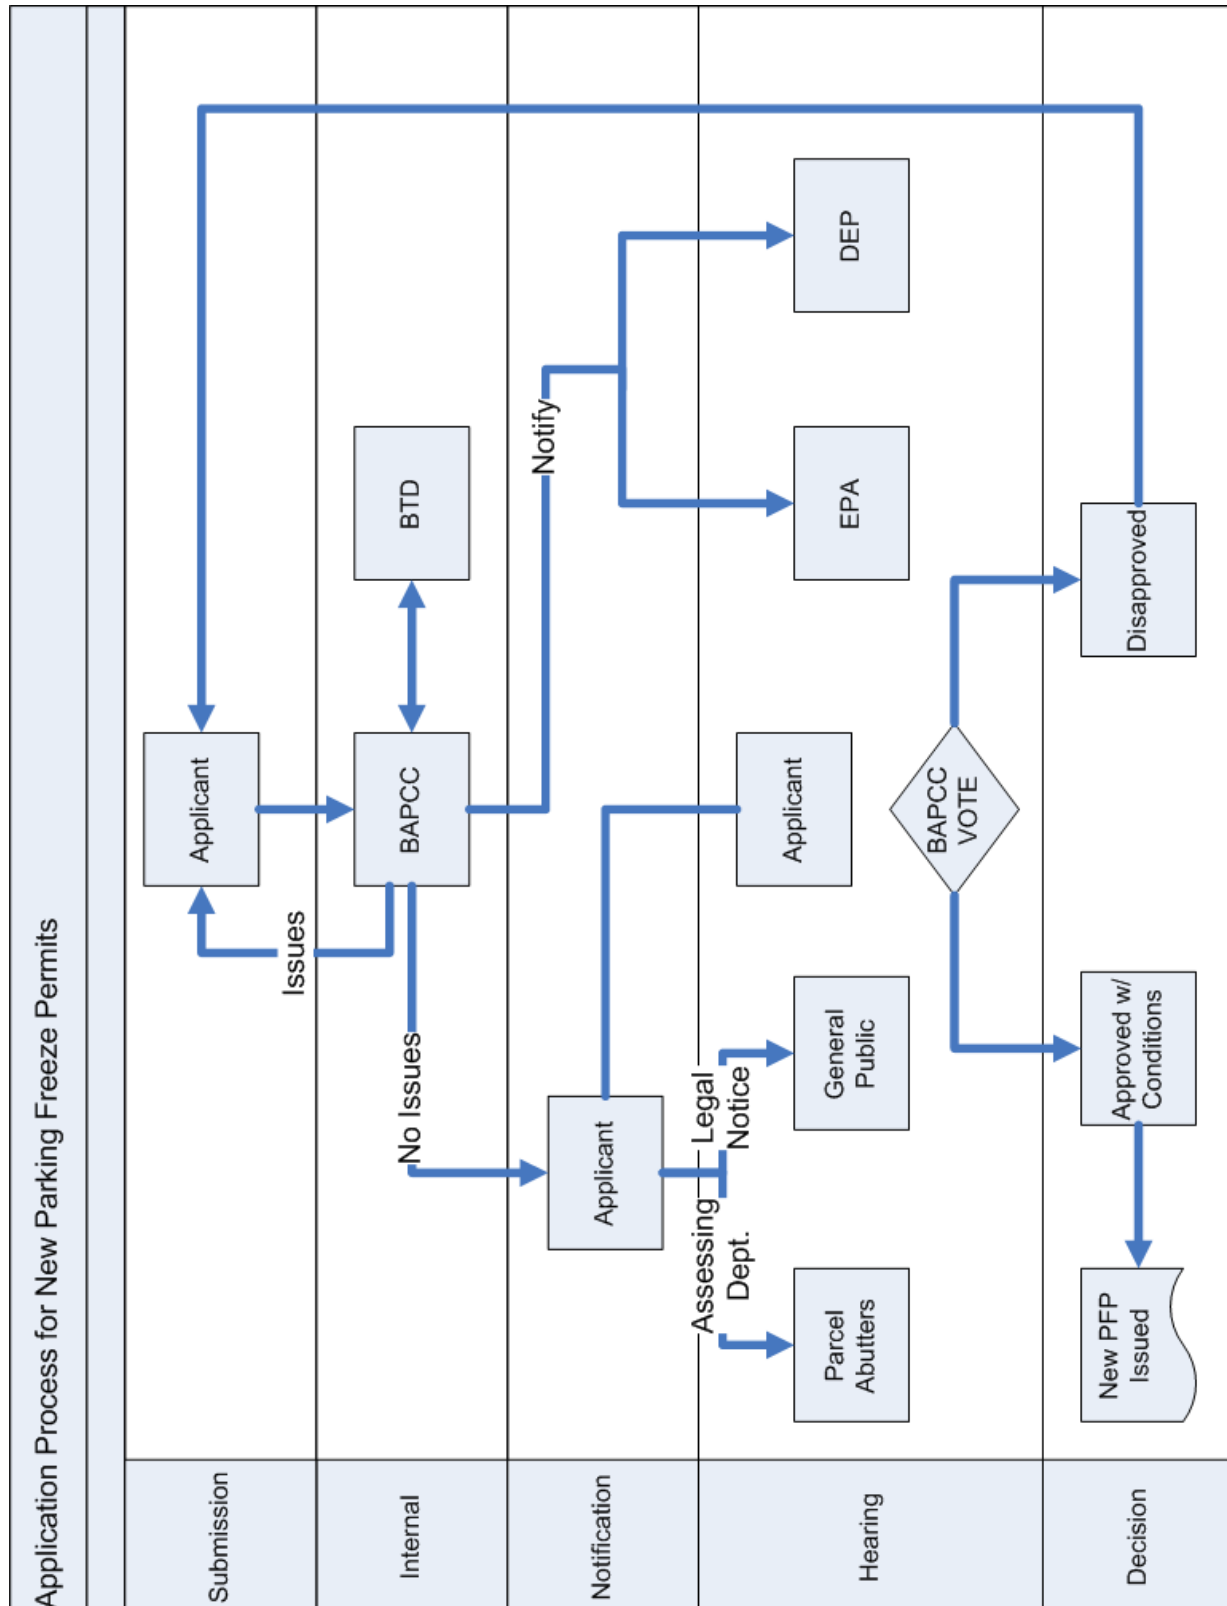 Application Process for New Parking Freeze Permits
Submission
Applicant
Issues
Internal
BAPCC
BTD
No Issues
Notification
Applicant
Notify
Assessing
Dept.
Legal
Notice
Hearing
Parcel
Abutters
General
Public
Applicant
EPA
DEP
BAPCC
VOTE
Decision
New PFP
Issued
Approved w/
Conditions
Disapproved